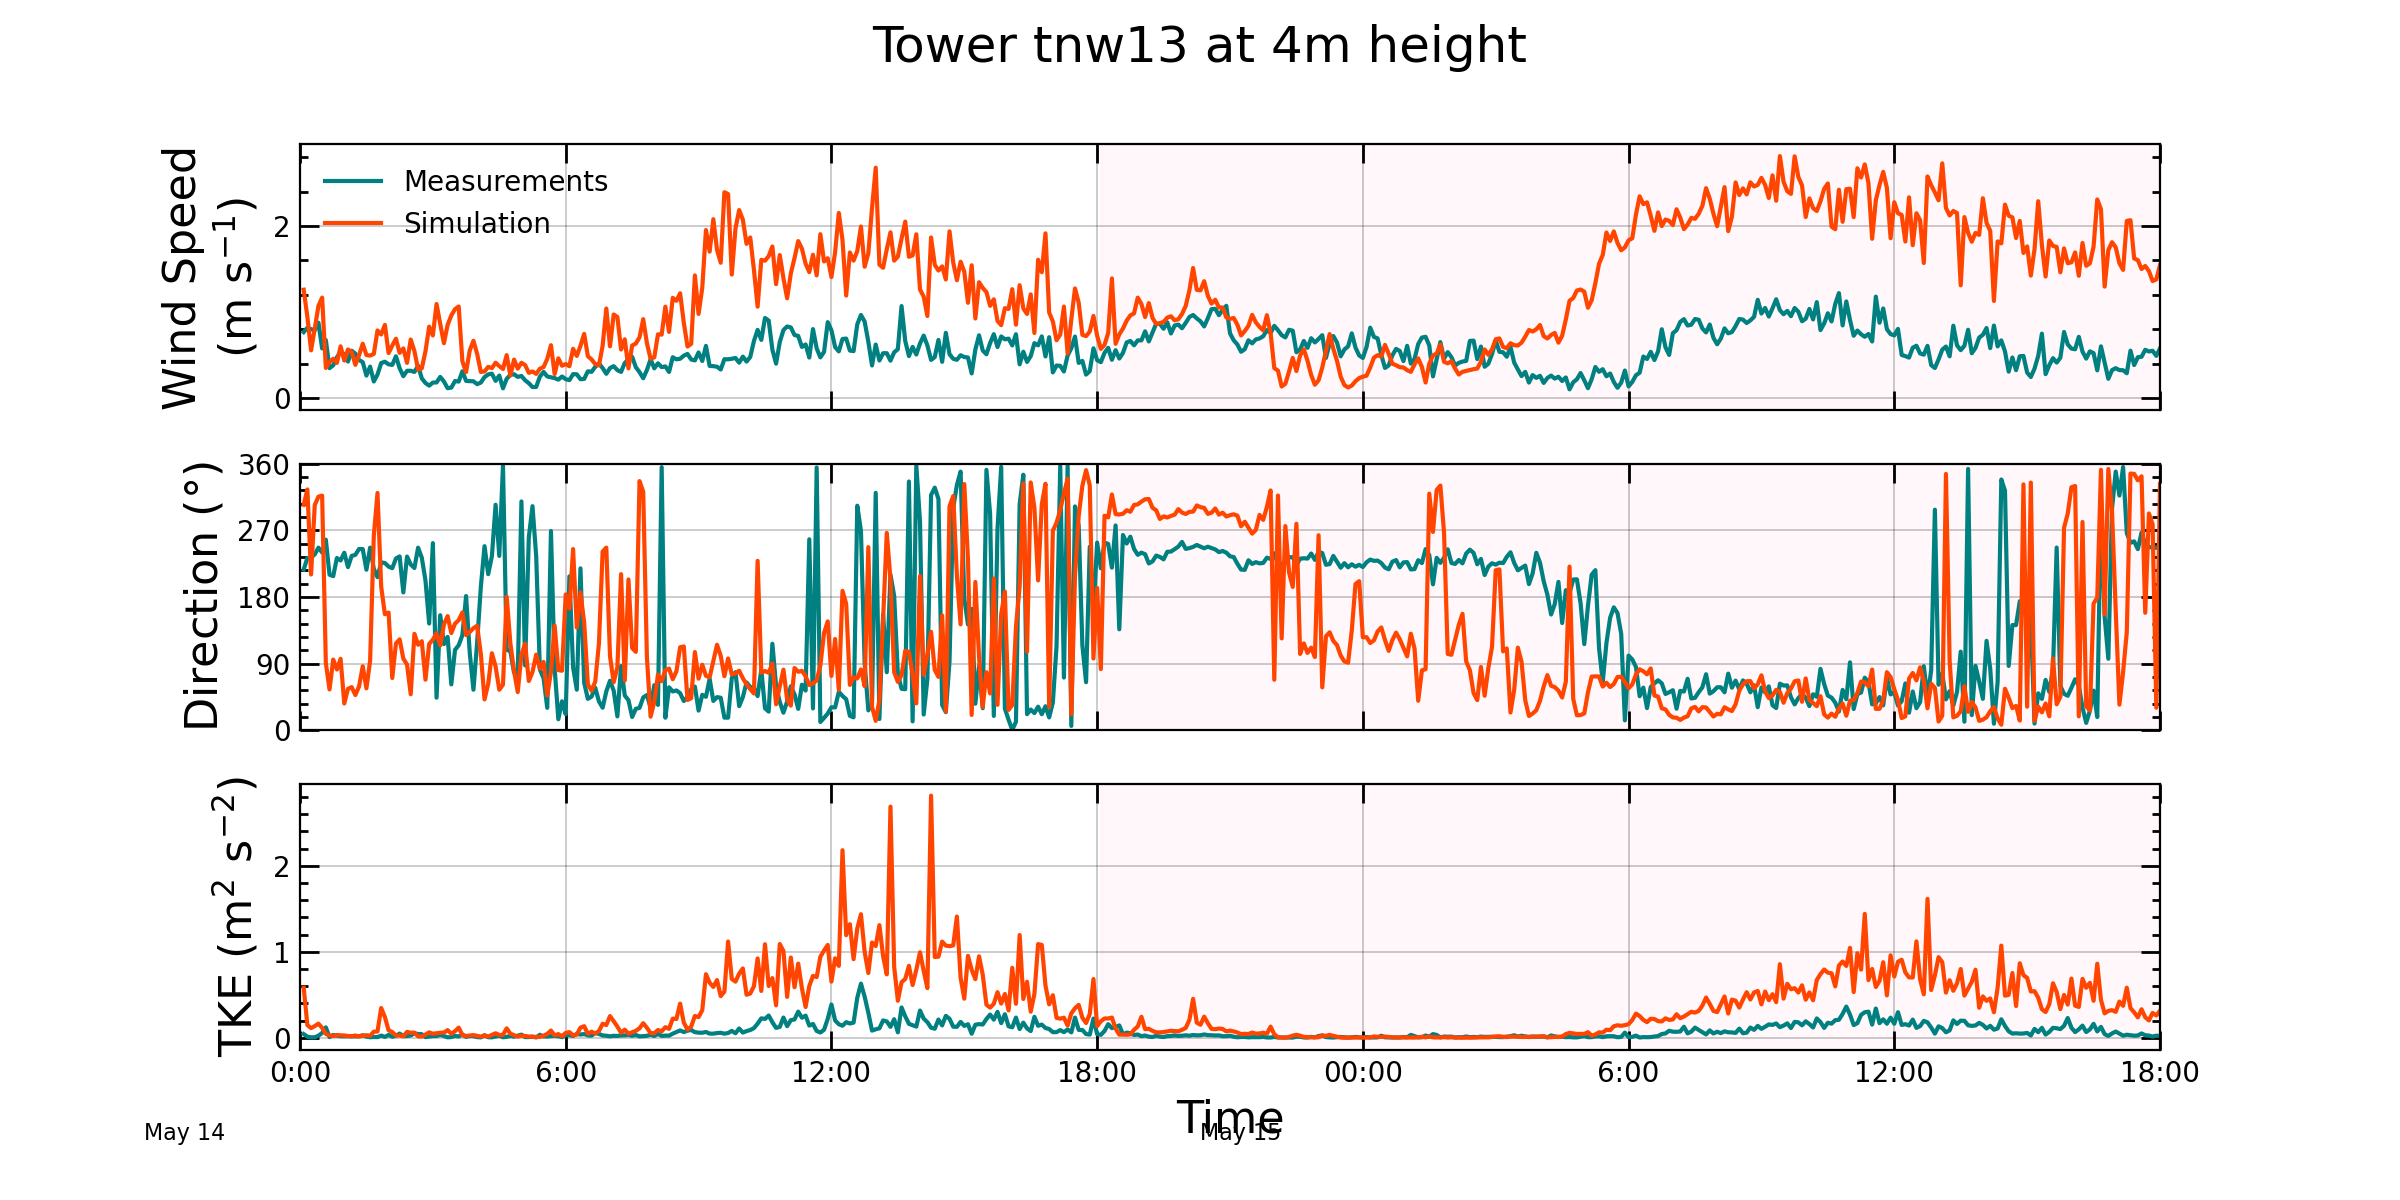 Tower tnw13 at 4m height
Wind Speed
(m s⁻¹)
2
0
Measurements
Simulation
Direction (°)
360
270
180
90
0
TKE (m² s⁻²)
2
1
0
0:00 6:00 12:00 18:00 00:00 6:00 12:00 18:00
Time
May 14 May 15